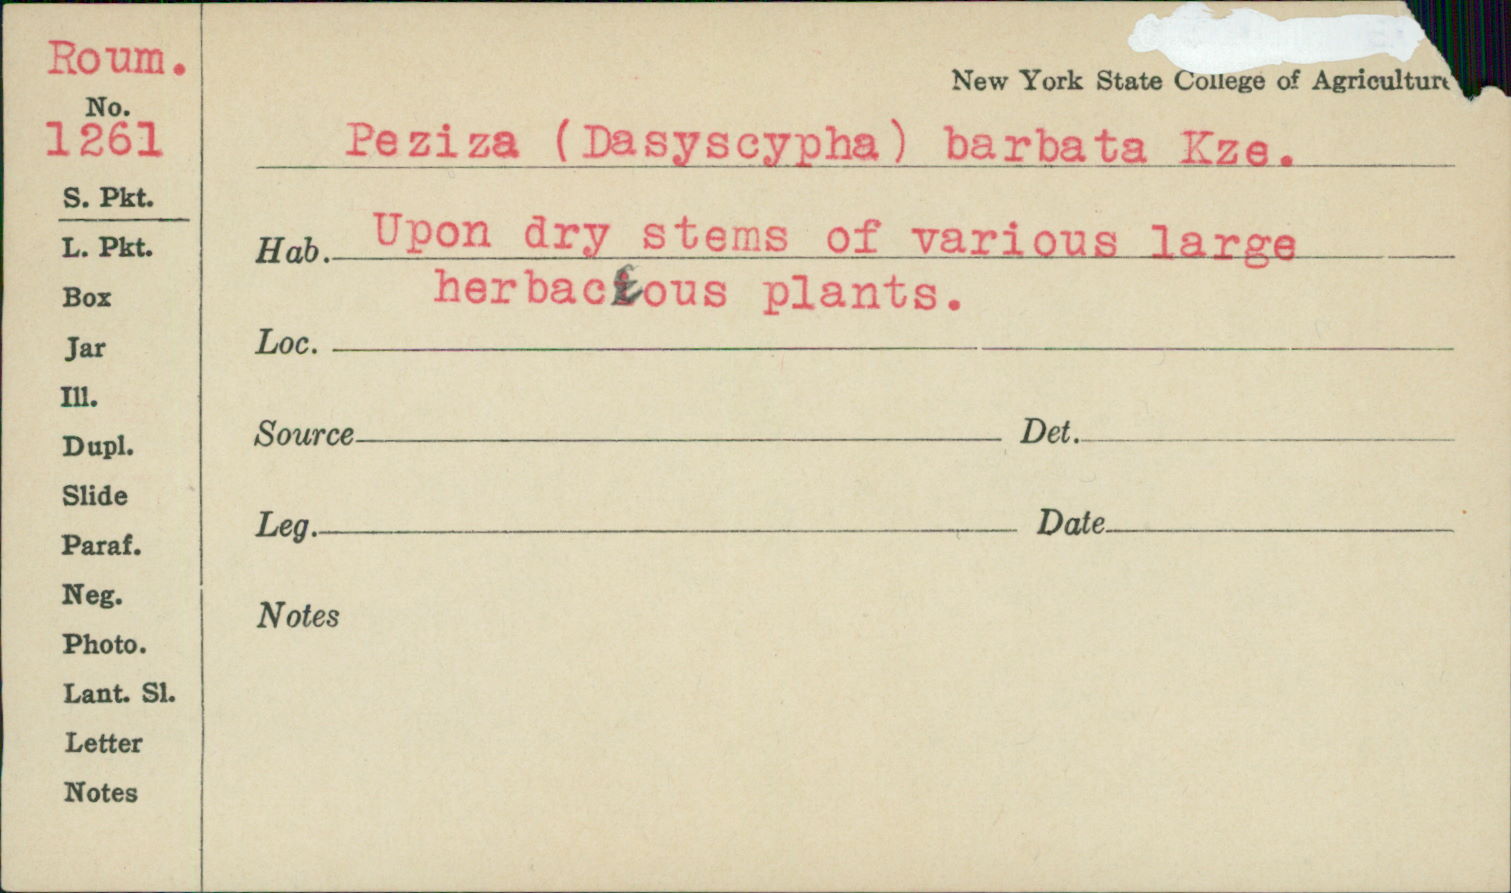 Roum.
No.
1261
S. Pkt.
L. Pkt.
Box
Jar
Ill.
Dupl.
Slide
Paraf.
Neg.
Photo.
Lant. Sl.
Letter
Notes
New York State College of Agriculture
Peziza (Dasyscypha) barbata Kze.
Hab. Upon dry stems of various large
herbaceous plants.
Loc.
Source Det.
Leg. Date
Notes